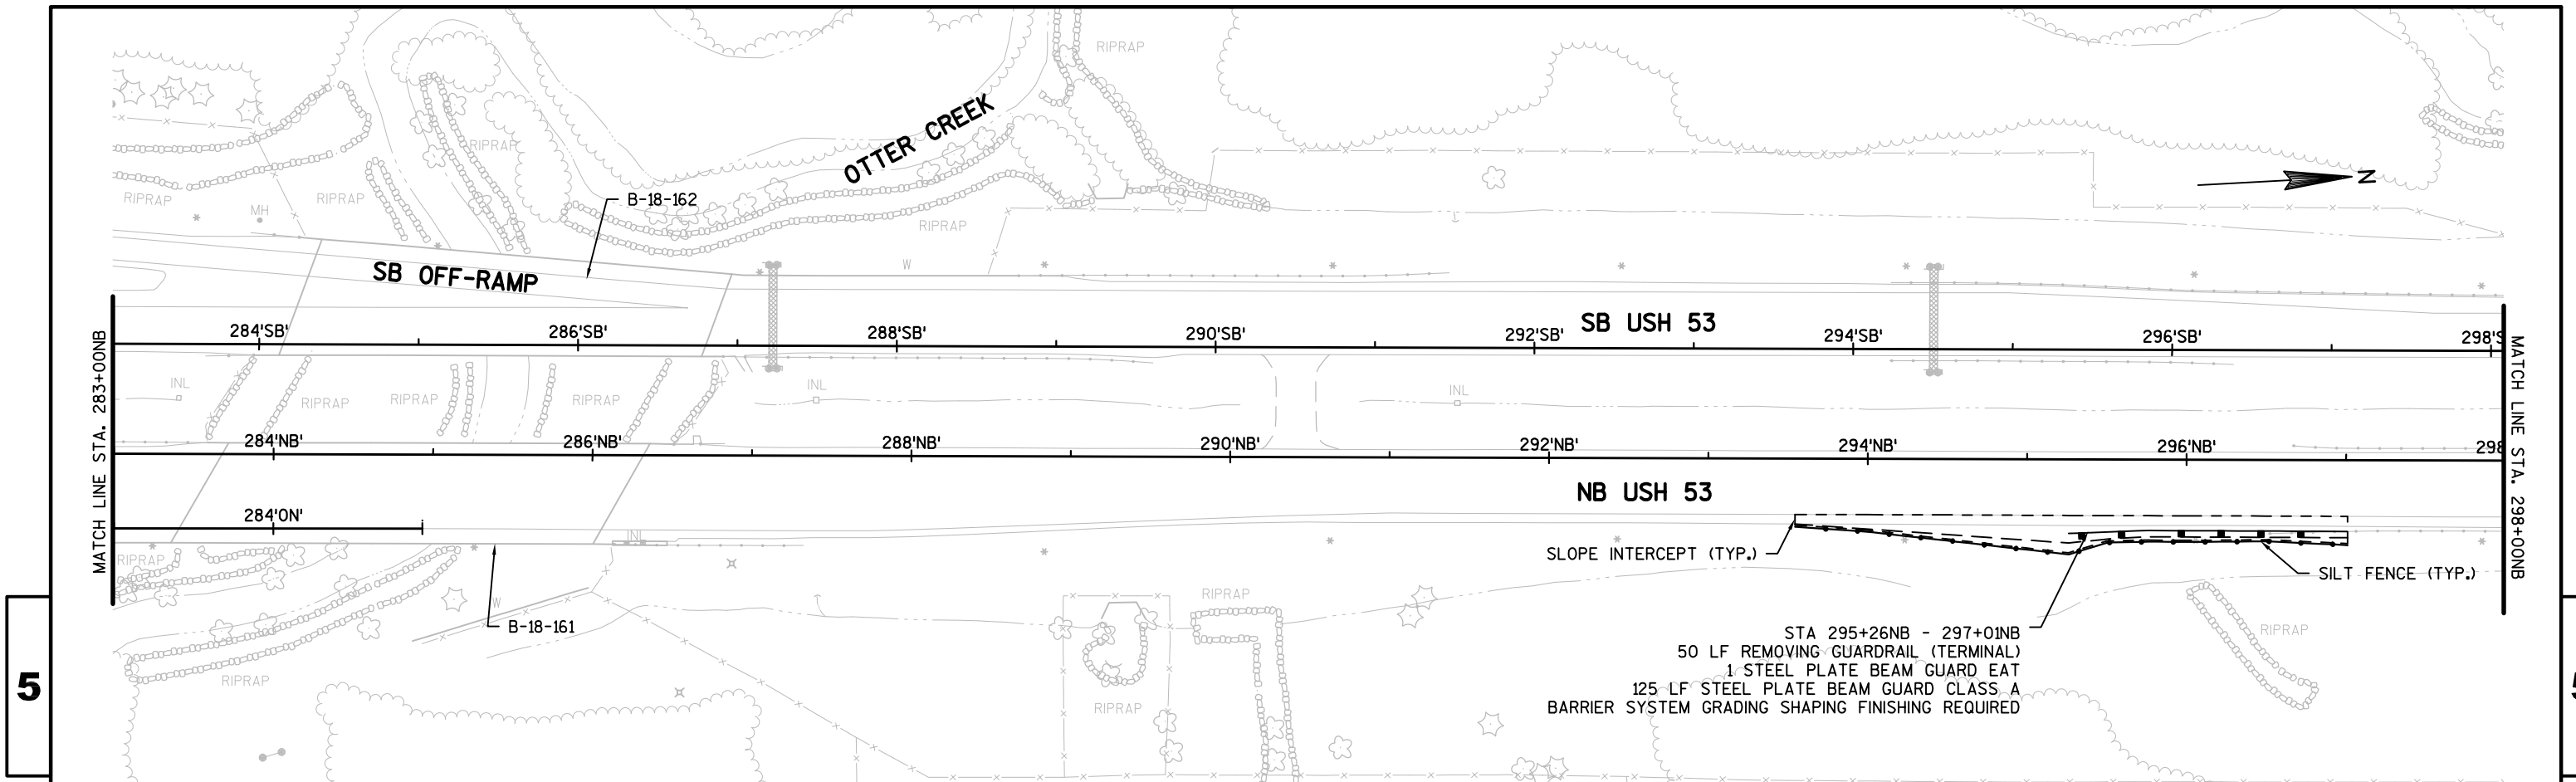 RIPRAP
OTTER CREEK
RIPRAP
RIPRAP
RIPRAP
MH
B-18-162
RIPRAP
N
W
SB OFF-RAMP
SB USH 53
284'SB'
286'SB'
288'SB'
290'SB'
292'SB'
294'SB'
296'SB'
298'S
MATCH LINE STA. 283+00NB
MATCH LINE STA. 298+00NB
INL
RIPRAP
RIPRAP
RIPRAP
INL
INL
284'NB'
286'NB'
288'NB'
290'NB'
292'NB'
294'NB'
296'NB'
298
NB USH 53
284'ON'
INL
RIPRAP
SLOPE INTERCEPT (TYP.)
SILT FENCE (TYP.)
W
RIPRAP
B-18-161
STA 295+26NB - 297+01NB
50 LF REMOVING GUARDRAIL (TERMINAL)
1 STEEL PLATE BEAM GUARD EAT
125 LF STEEL PLATE BEAM GUARD CLASS A
BARRIER SYSTEM GRADING SHAPING FINISHING REQUIRED
RIPRAP
RIPRAP
RIPRAP
5